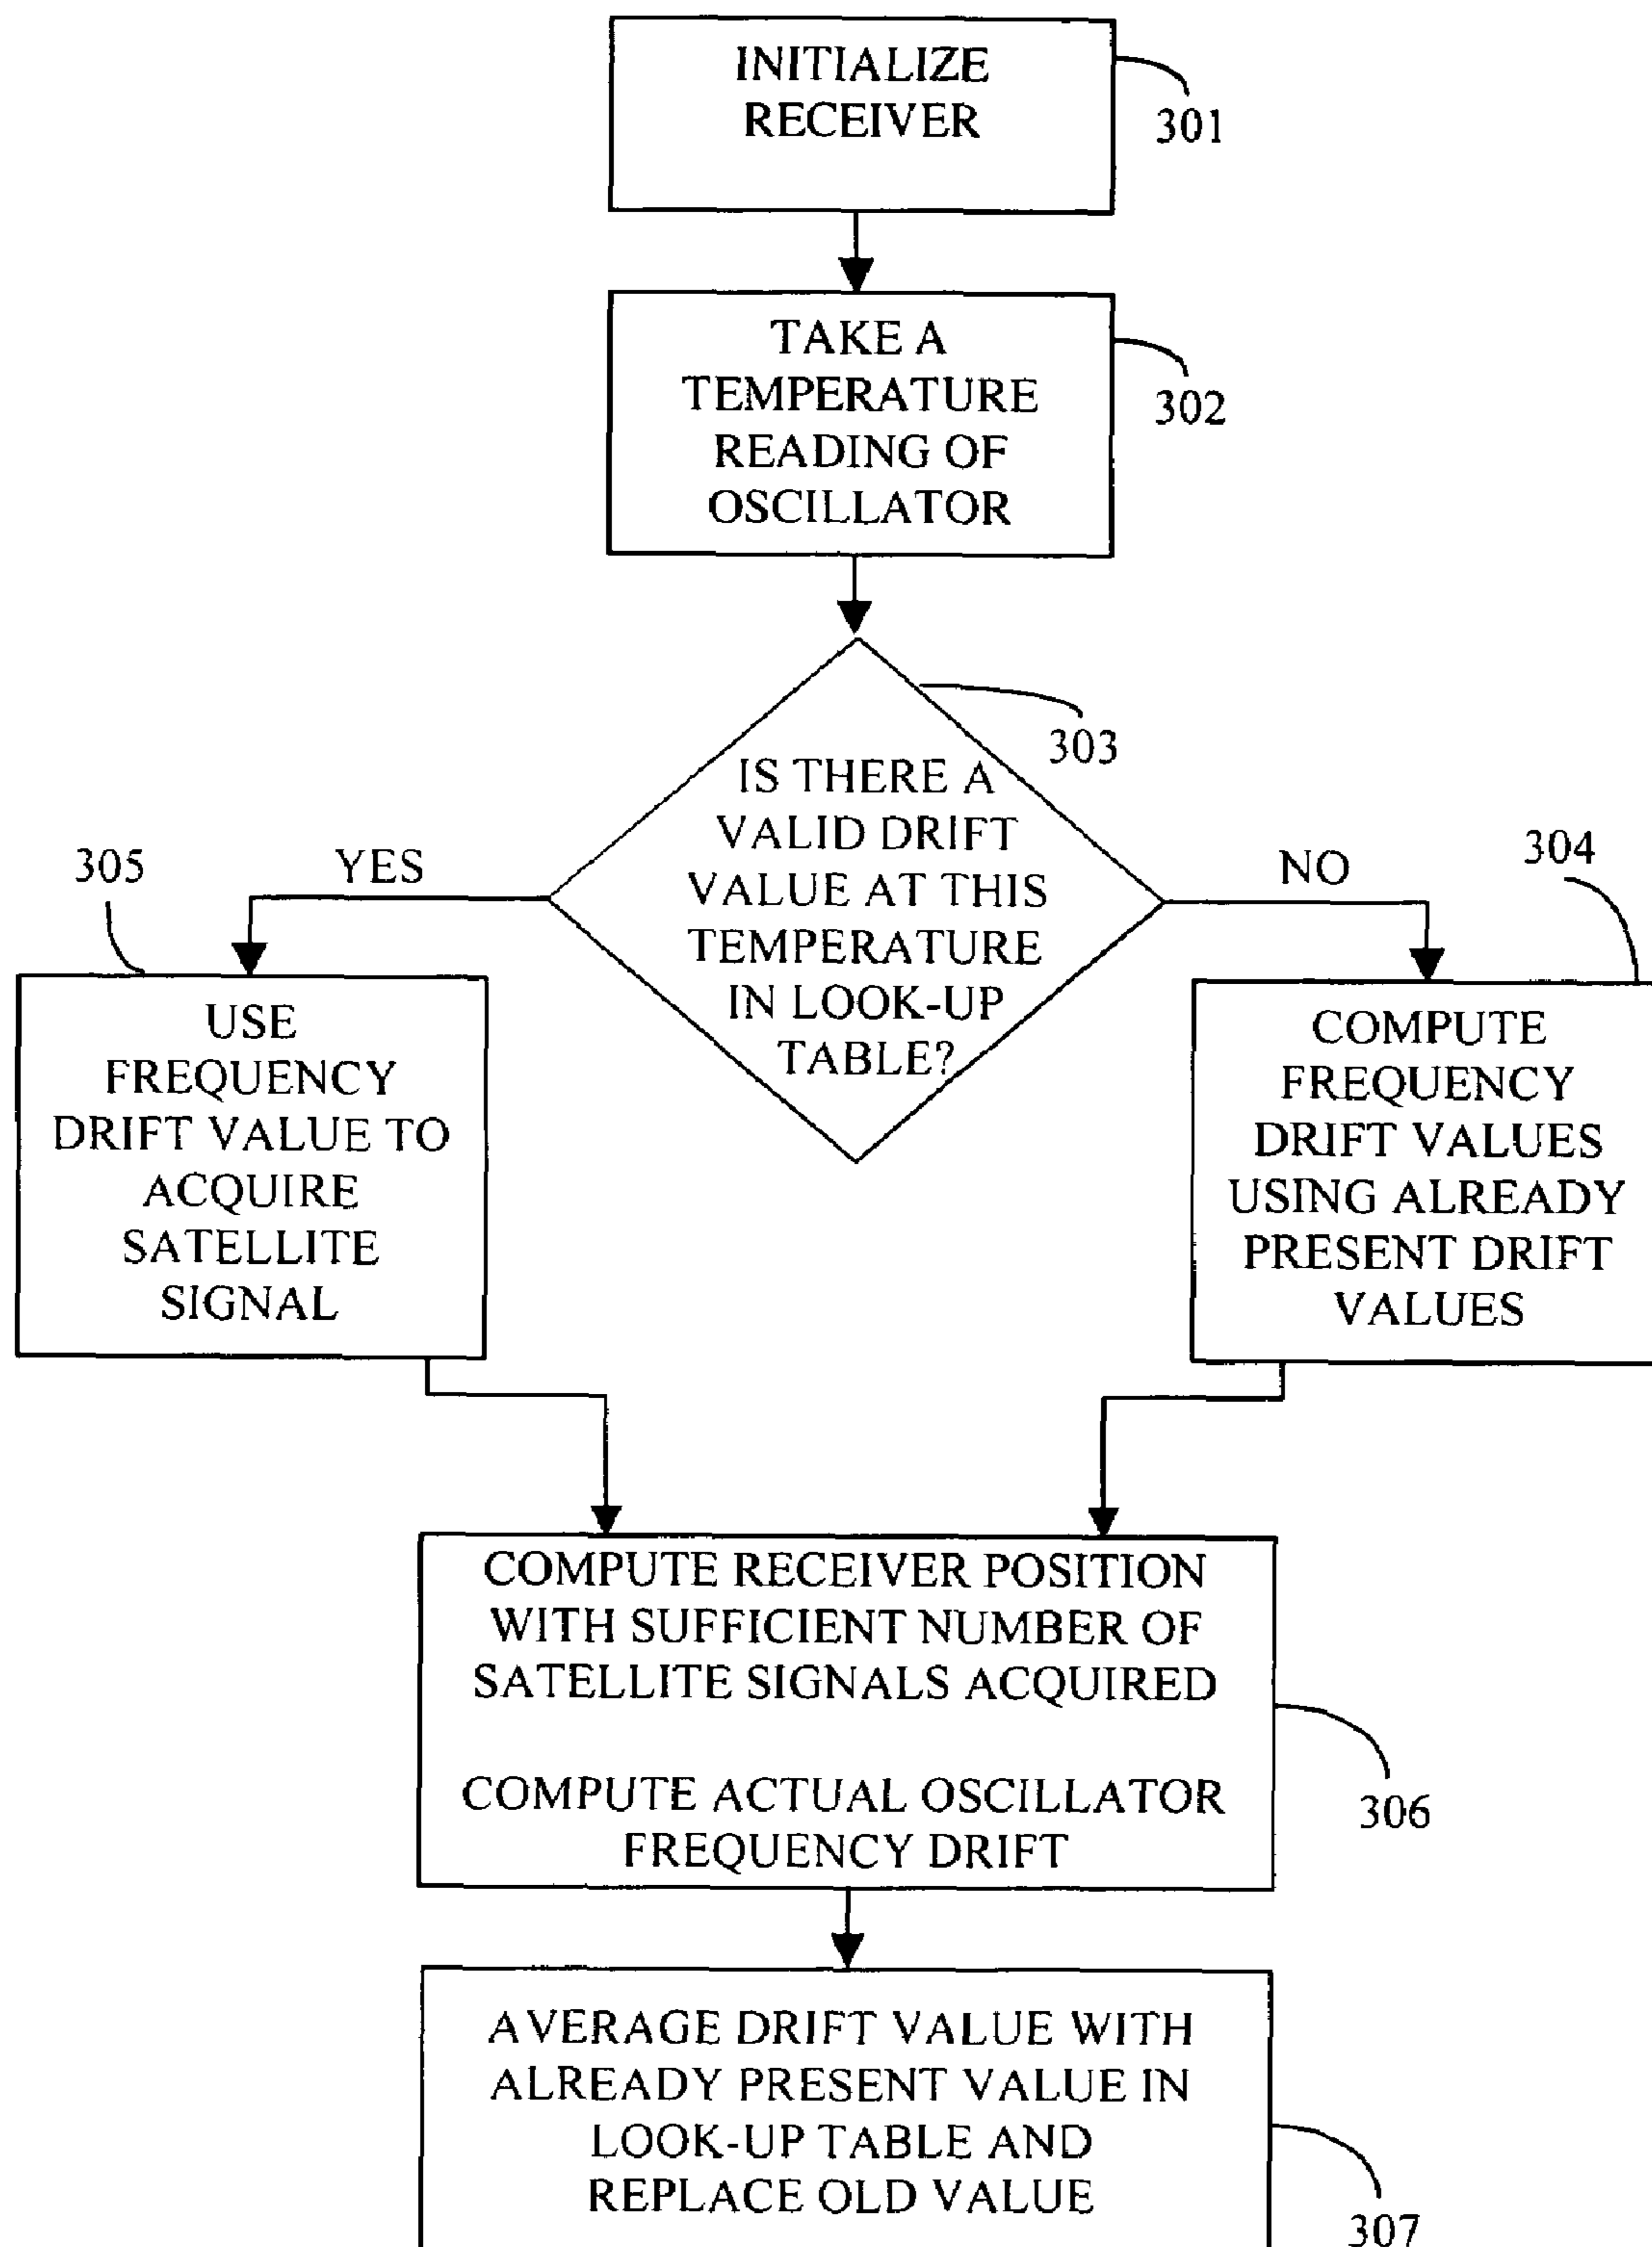 INITIALIZE
RECEIVER
301
TAKE A
TEMPERATURE
READING OF
OSCILLATOR
302
303
IS THERE A
VALID DRIFT
VALUE AT THIS
TEMPERATURE
IN LOOK-UP
TABLE?
305
YES
NO
304
USE
FREQUENCY
DRIFT VALUE TO
ACQUIRE
SATELLITE
SIGNAL
COMPUTE
FREQUENCY
DRIFT VALUES
USING ALREADY
PRESENT DRIFT
VALUES
COMPUTE RECEIVER POSITION
WITH SUFFICIENT NUMBER OF
SATELLITE SIGNALS ACQUIRED
COMPUTE ACTUAL OSCILLATOR
FREQUENCY DRIFT
306
AVERAGE DRIFT VALUE WITH
ALREADY PRESENT VALUE IN
LOOK-UP TABLE AND
REPLACE OLD VALUE
307